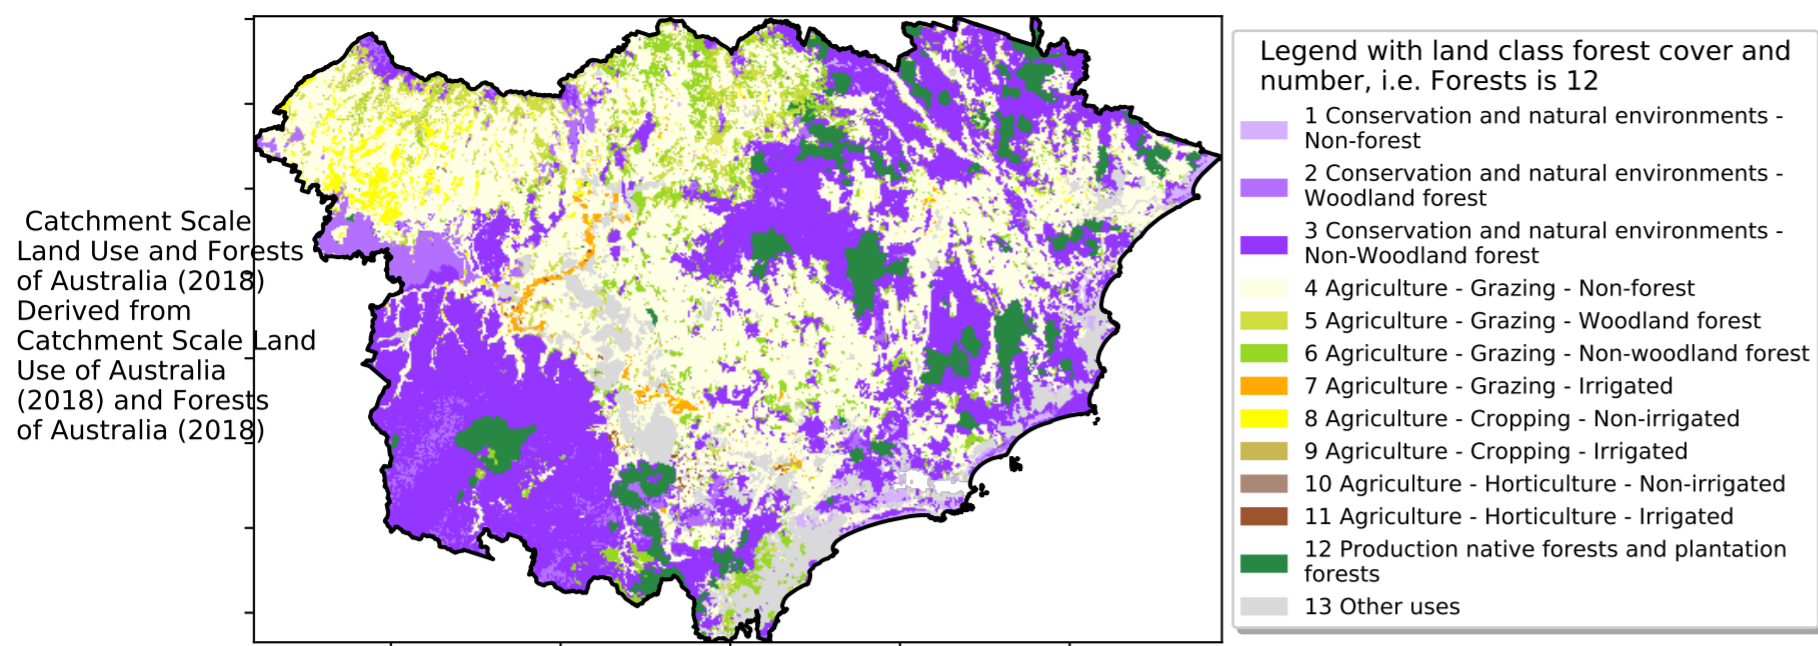 Catchment Scale
Land Use and Forests
of Australia (2018)
Derived from
Catchment Scale Land
Use of Australia
(2018) and Forests
of Australia (2018)
Legend with land class forest cover and
number, i.e. Forests is 12
1 Conservation and natural environments -
Non-forest
2 Conservation and natural environments -
Woodland forest
3 Conservation and natural environments -
Non-Woodland forest
4 Agriculture - Grazing - Non-forest
5 Agriculture - Grazing - Woodland forest
6 Agriculture - Grazing - Non-woodland forest
7 Agriculture - Grazing - Irrigated
8 Agriculture - Cropping - Non-irrigated
9 Agriculture - Cropping - Irrigated
10 Agriculture - Horticulture - Non-irrigated
11 Agriculture - Horticulture - Irrigated
12 Production native forests and plantation
forests
13 Other uses